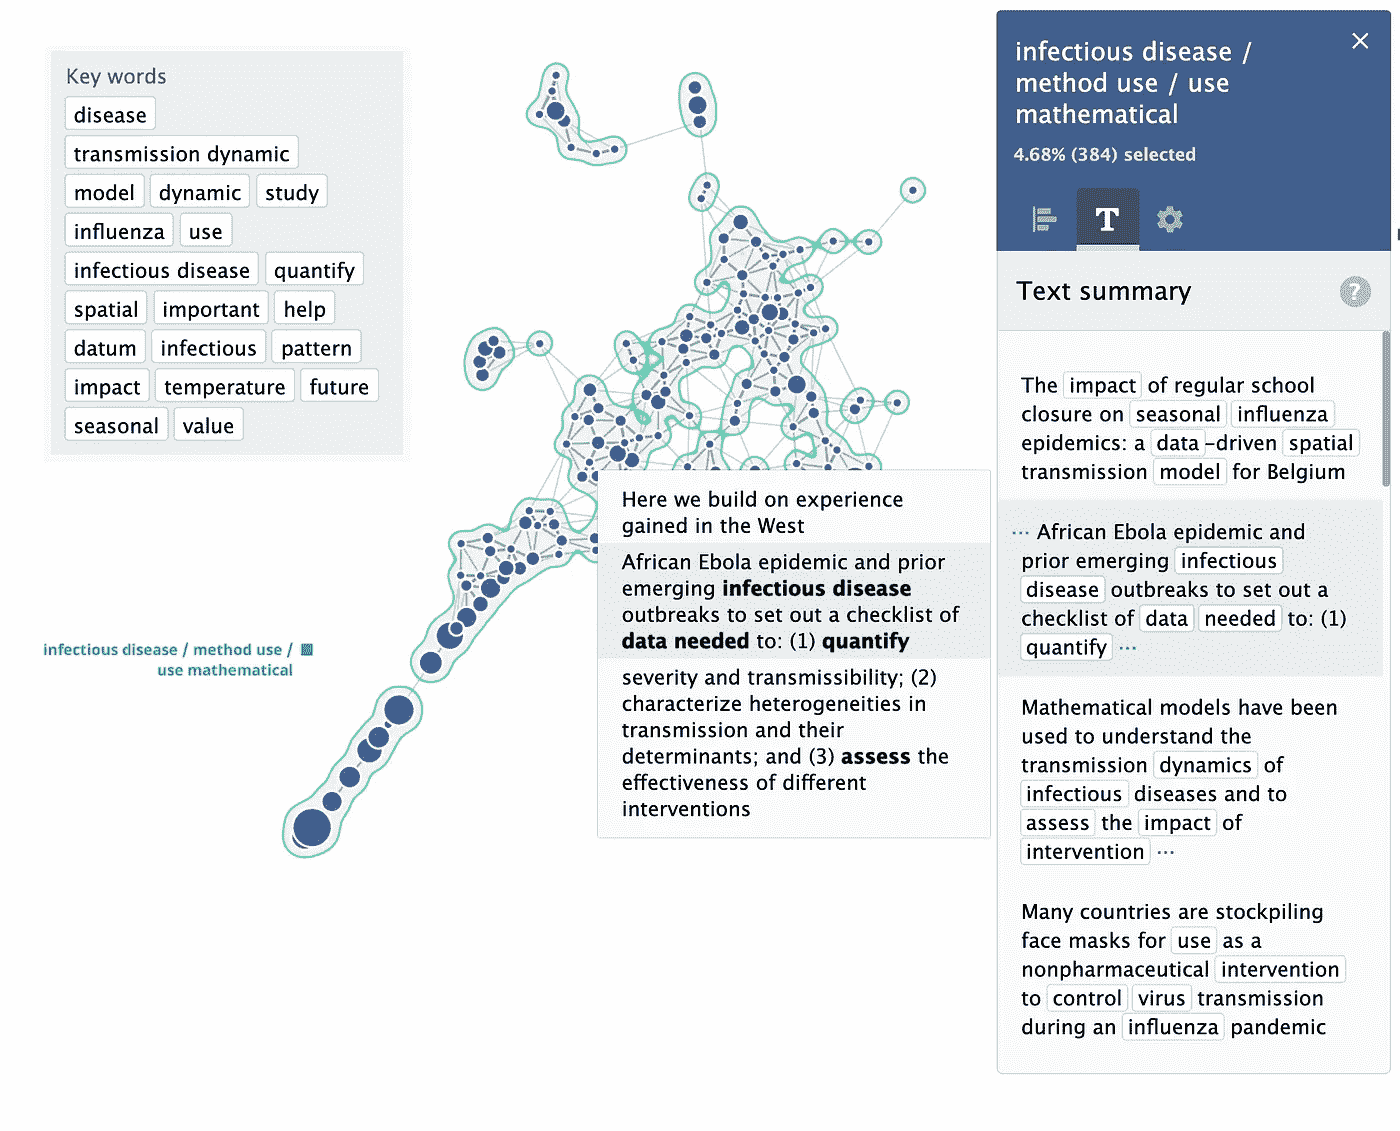 Key words
disease
transmission dynamic
model dynamic study
influenza use
infectious disease quantify
spatial important help
datum infectious pattern
impact temperature future
seasonal value
infectious disease / method use /
use mathematical
Here we build on experience
gained in the West
African Ebola epidemic and prior
emerging infectious disease
outbreaks to set out a checklist of
data needed to: (1) quantify
severity and transmissibility; (2)
characterize heterogeneities in
transmission and their
determinants; and (3) assess the
effectiveness of different
interventions
infectious disease /
method use / use
mathematical
4.68% (384) selected
T
Text summary
?
The impact of regular school
closure on seasonal influenza
epidemics: a data-driven spatial
transmission model for Belgium
··· African Ebola epidemic and
prior emerging infectious
disease outbreaks to set out a
checklist of data needed to: (1)
quantify ···
Mathematical models have been
used to understand the
transmission dynamics of
infectious diseases and to
assess the impact of
intervention ···
Many countries are stockpiling
face masks for use as a
nonpharmaceutical intervention
to control virus transmission
during an influenza pandemic